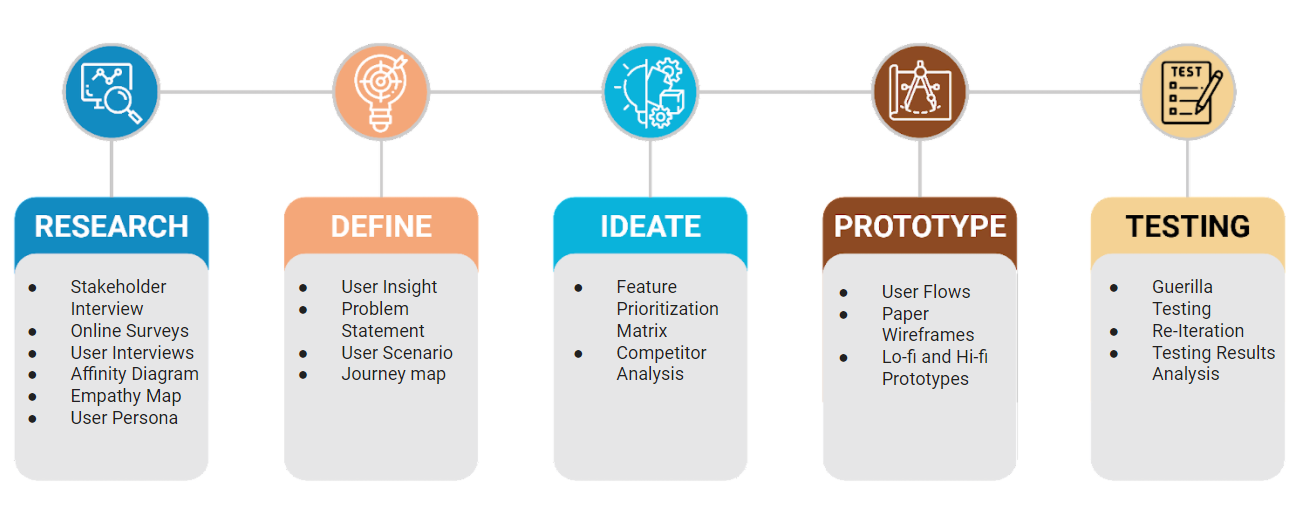 TEST
RESEARCH
● Stakeholder
Interview
● Online Surveys
● User Interviews
● Affinity Diagram
● Empathy Map
● User Persona
DEFINE
● User Insight
● Problem
Statement
● User Scenario
● Journey map
IDEATE
● Feature
Prioritization
Matrix
● Competitor
Analysis
PROTOTYPE
● User Flows
● Paper
Wireframes
● Lo-fi and Hi-fi
Prototypes
TESTING
● Guerilla
Testing
● Re-Iteration
● Testing Results
Analysis